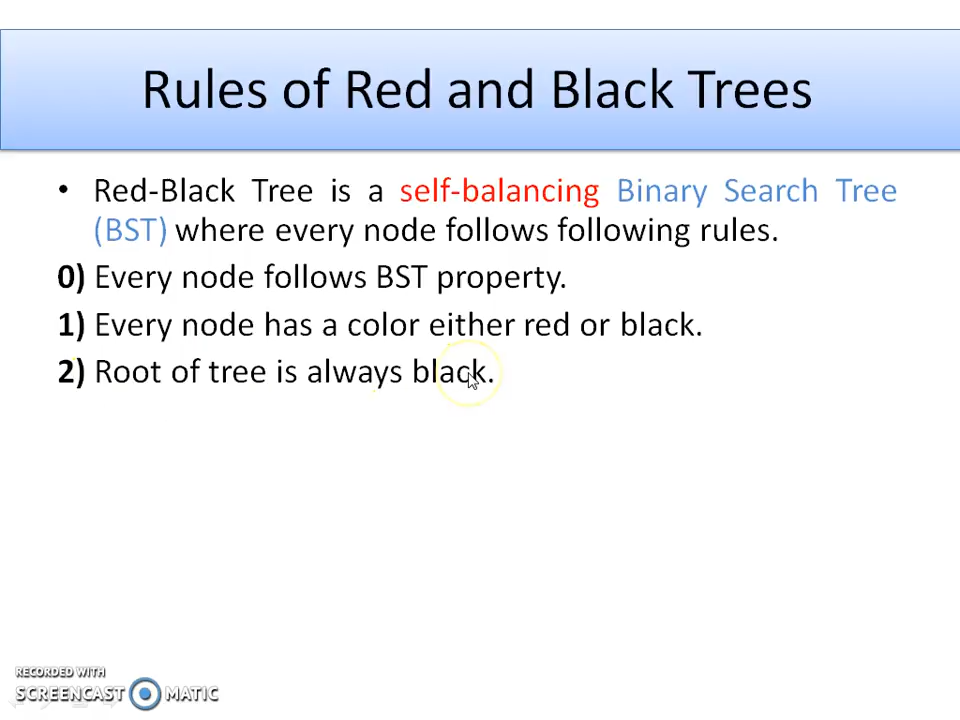 Rules of Red and Black Trees
• Red-Black Tree is a self-balancing Binary Search Tree
(BST) where every node follows following rules.
0) Every node follows BST property.
1) Every node has a color either red or black.
2) Root of tree is always black.
RECORDED WITH
SCREENCAST MATIC